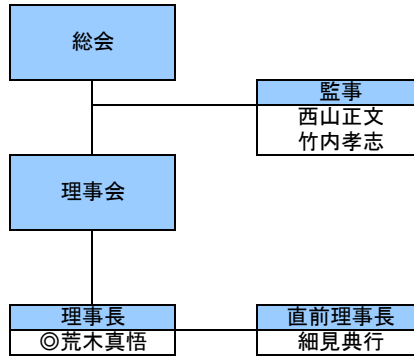 総会
監事
西山正文
竹内孝志
理事会
理事長
◎荒木真悟
直前理事長
細見典行